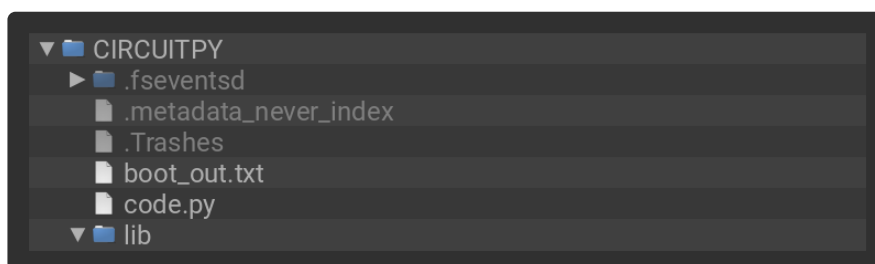 CIRCUITPY
.fseventsd
.metadata_never_index
.Trashes
boot_out.txt
code.py
lib